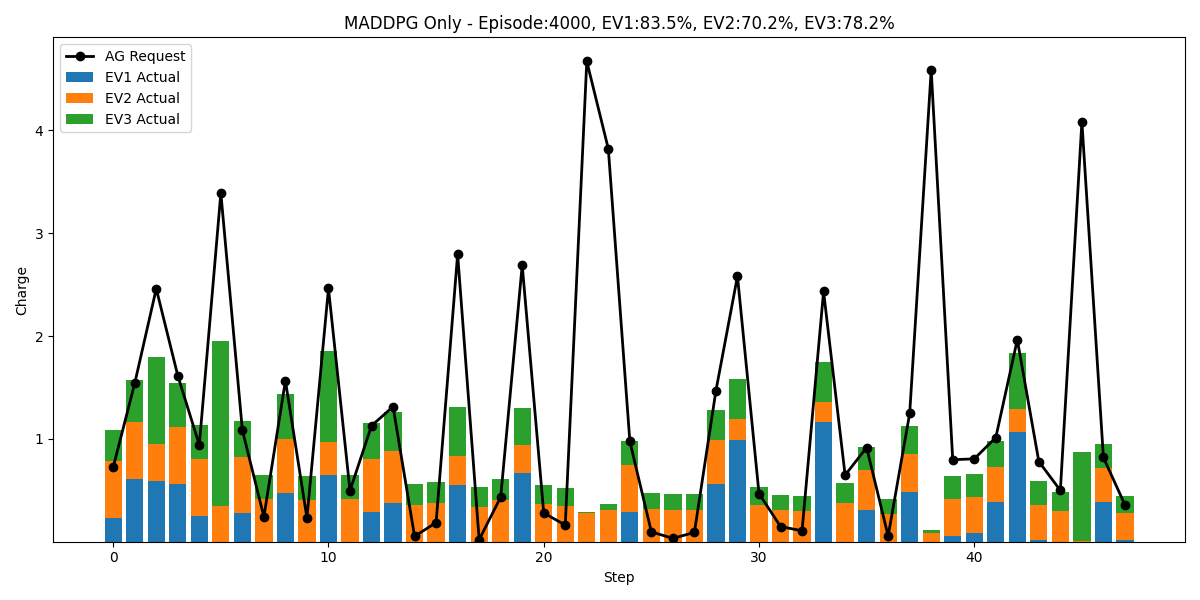 MADDPG Only - Episode:4000, EV1:83.5%, EV2:70.2%, EV3:78.2%
AG Request
EV1 Actual
EV2 Actual
EV3 Actual
Charge
4
3
2
1
0 10 20 30 40
Step